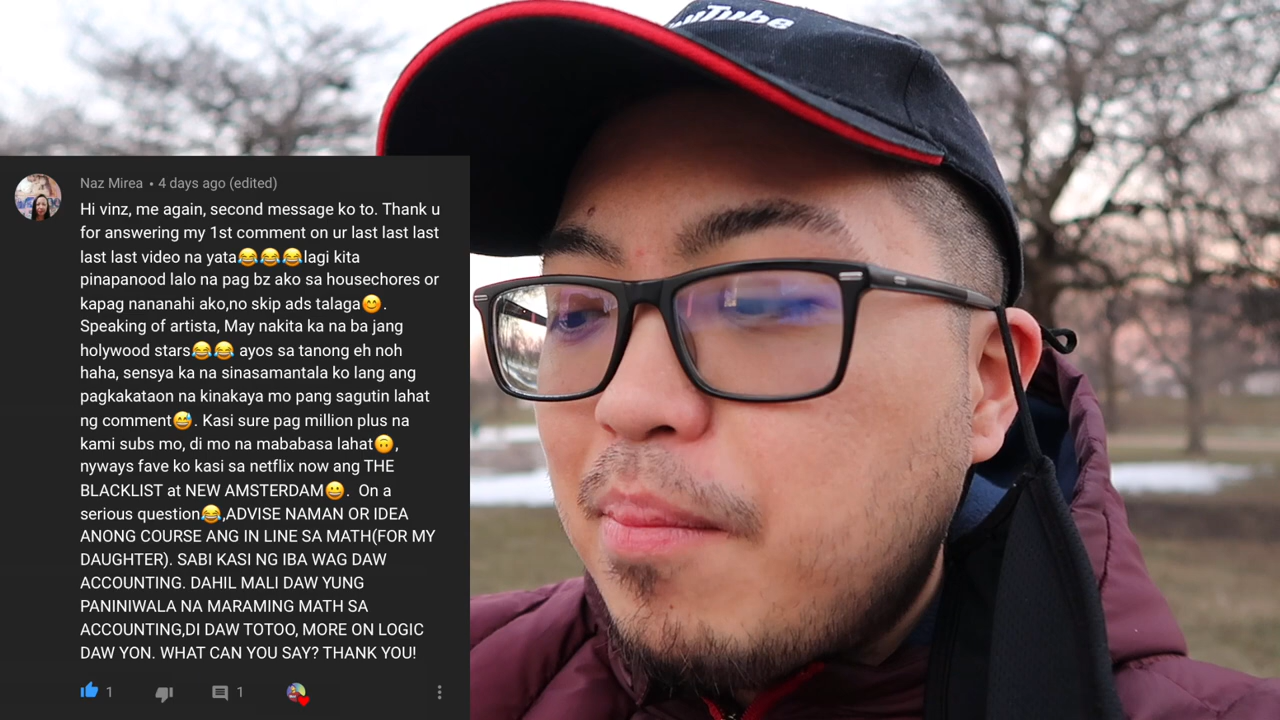 YouTube
Naz Mirea • 4 days ago (edited)
Hi vinz, me again, second message ko to. Thank u
for answering my 1st comment on ur last last last
last last video na yata😂😂😂lagi kita
pinapanood lalo na pag bz ako sa housechores or
kapag nananahi ako,no skip ads talaga😊.
Speaking of artista, May nakita ka na ba jang
holywood stars😂😂 ayos sa tanong eh noh
haha, sensya ka na sinasamantala ko lang ang
pagkakataon na kinakaya mo pang sagutin lahat
ng comment😅. Kasi sure pag million plus na
kami subs mo, di mo na mababasa lahat🙃,
nyways fave ko kasi sa netflix now ang THE
BLACKLIST at NEW AMSTERDAM😀.  On a
serious question😂,ADVISE NAMAN OR IDEA
ANONG COURSE ANG IN LINE SA MATH(FOR MY
DAUGHTER). SABI KASI NG IBA WAG DAW
ACCOUNTING. DAHIL MALI DAW YUNG
PANINIWALA NA MARAMING MATH SA
ACCOUNTING,DI DAW TOTOO, MORE ON LOGIC
DAW YON. WHAT CAN YOU SAY? THANK YOU!
1
1